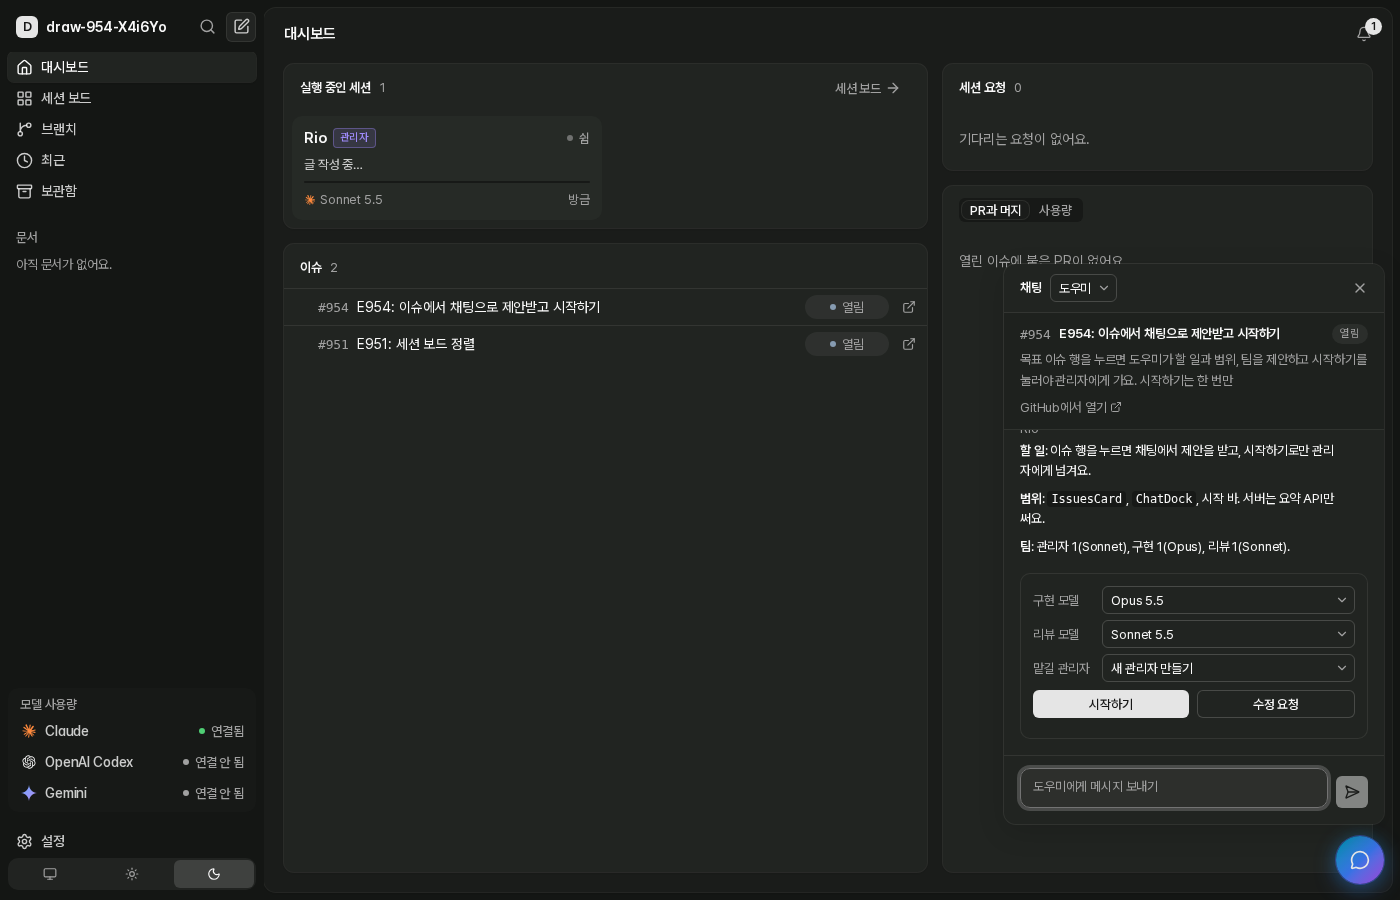 D draw-954-X4i6Yo
대시보드
세션 보드
브랜치
최근
보관함
문서
아직 문서가 없어요.
모델 사용량
Claude 연결됨
OpenAI Codex 연결 안 됨
Gemini 연결 안 됨
설정
대시보드
1
실행 중인 세션 1
세션 보드
Rio 관리자 쉼
글 작성 중...
Sonnet 5.5 방금
이슈 2
#954 E954: 이슈에서 채팅으로 제안받고 시작하기 열림
#951 E951: 세션 보드 정렬 열림
세션 요청 0
기다리는 요청이 없어요.
PR과 머지 사용량
열린 이슈에 붙은 PR이 없어요
채팅 도우미
#954 E954: 이슈에서 채팅으로 제안받고 시작하기 열림
목표 이슈 행을 누르면 도우미가 할 일과 범위, 팀을 제안하고 시작하기를
눌러야 관리자에게 가요. 시작하기는 한 번만
GitHub에서 열기
Rio
할 일: 이슈 행을 누르면 채팅에서 제안을 받고, 시작하기로만 관리
자에게 넘겨요.
범위: IssuesCard, ChatDock, 시작 바. 서버는 요약 API만
써요.
팀: 관리자 1(Sonnet), 구현 1(Opus), 리뷰 1(Sonnet).
구현 모델 Opus 5.5
리뷰 모델 Sonnet 5.5
맡길 관리자 새 관리자 만들기
시작하기 수정 요청
도우미에게 메시지 보내기